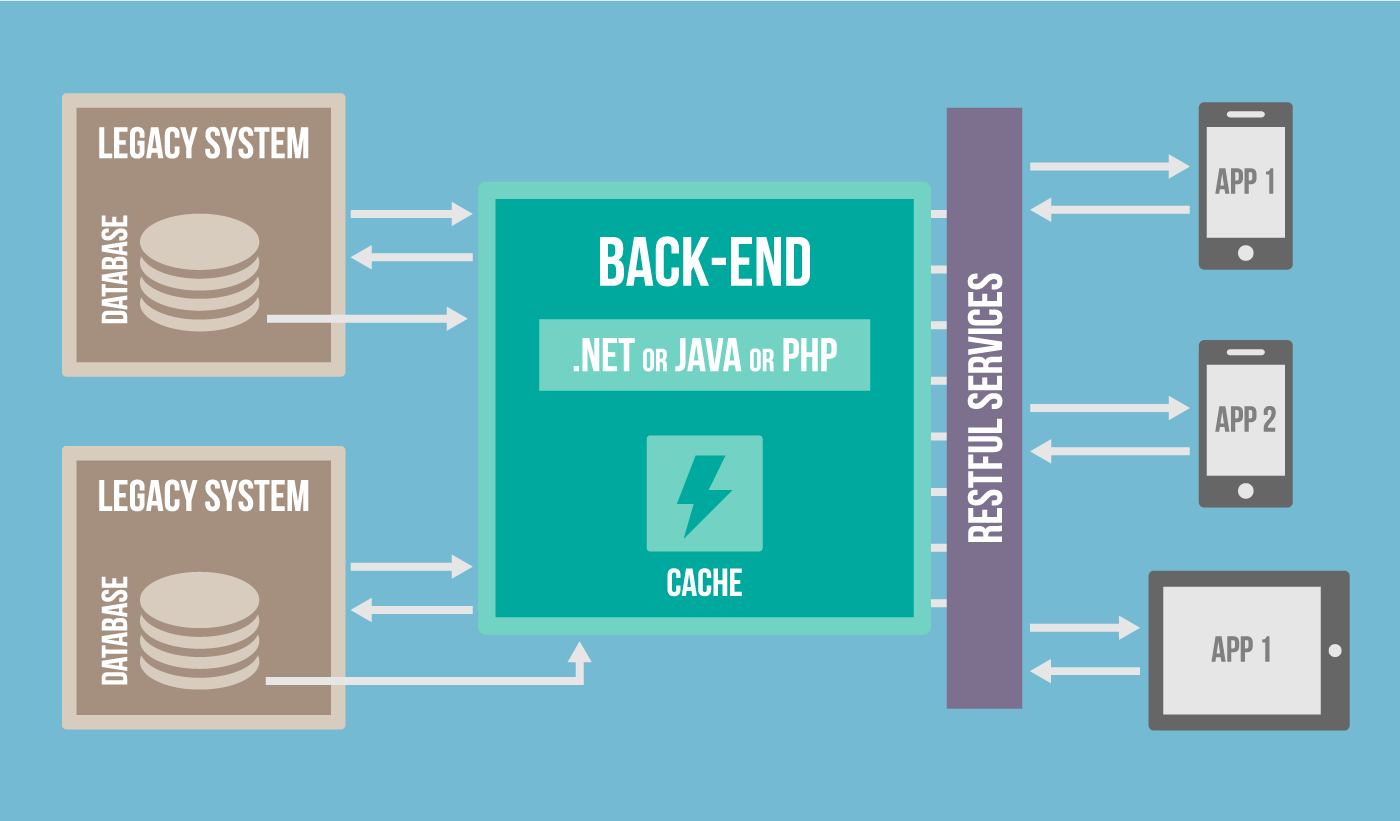 LEGACY SYSTEM
DATABASE
LEGACY SYSTEM
DATABASE
BACK-END
.NET OR JAVA OR PHP
CACHE
RESTFUL SERVICES
APP 1
APP 2
APP 1